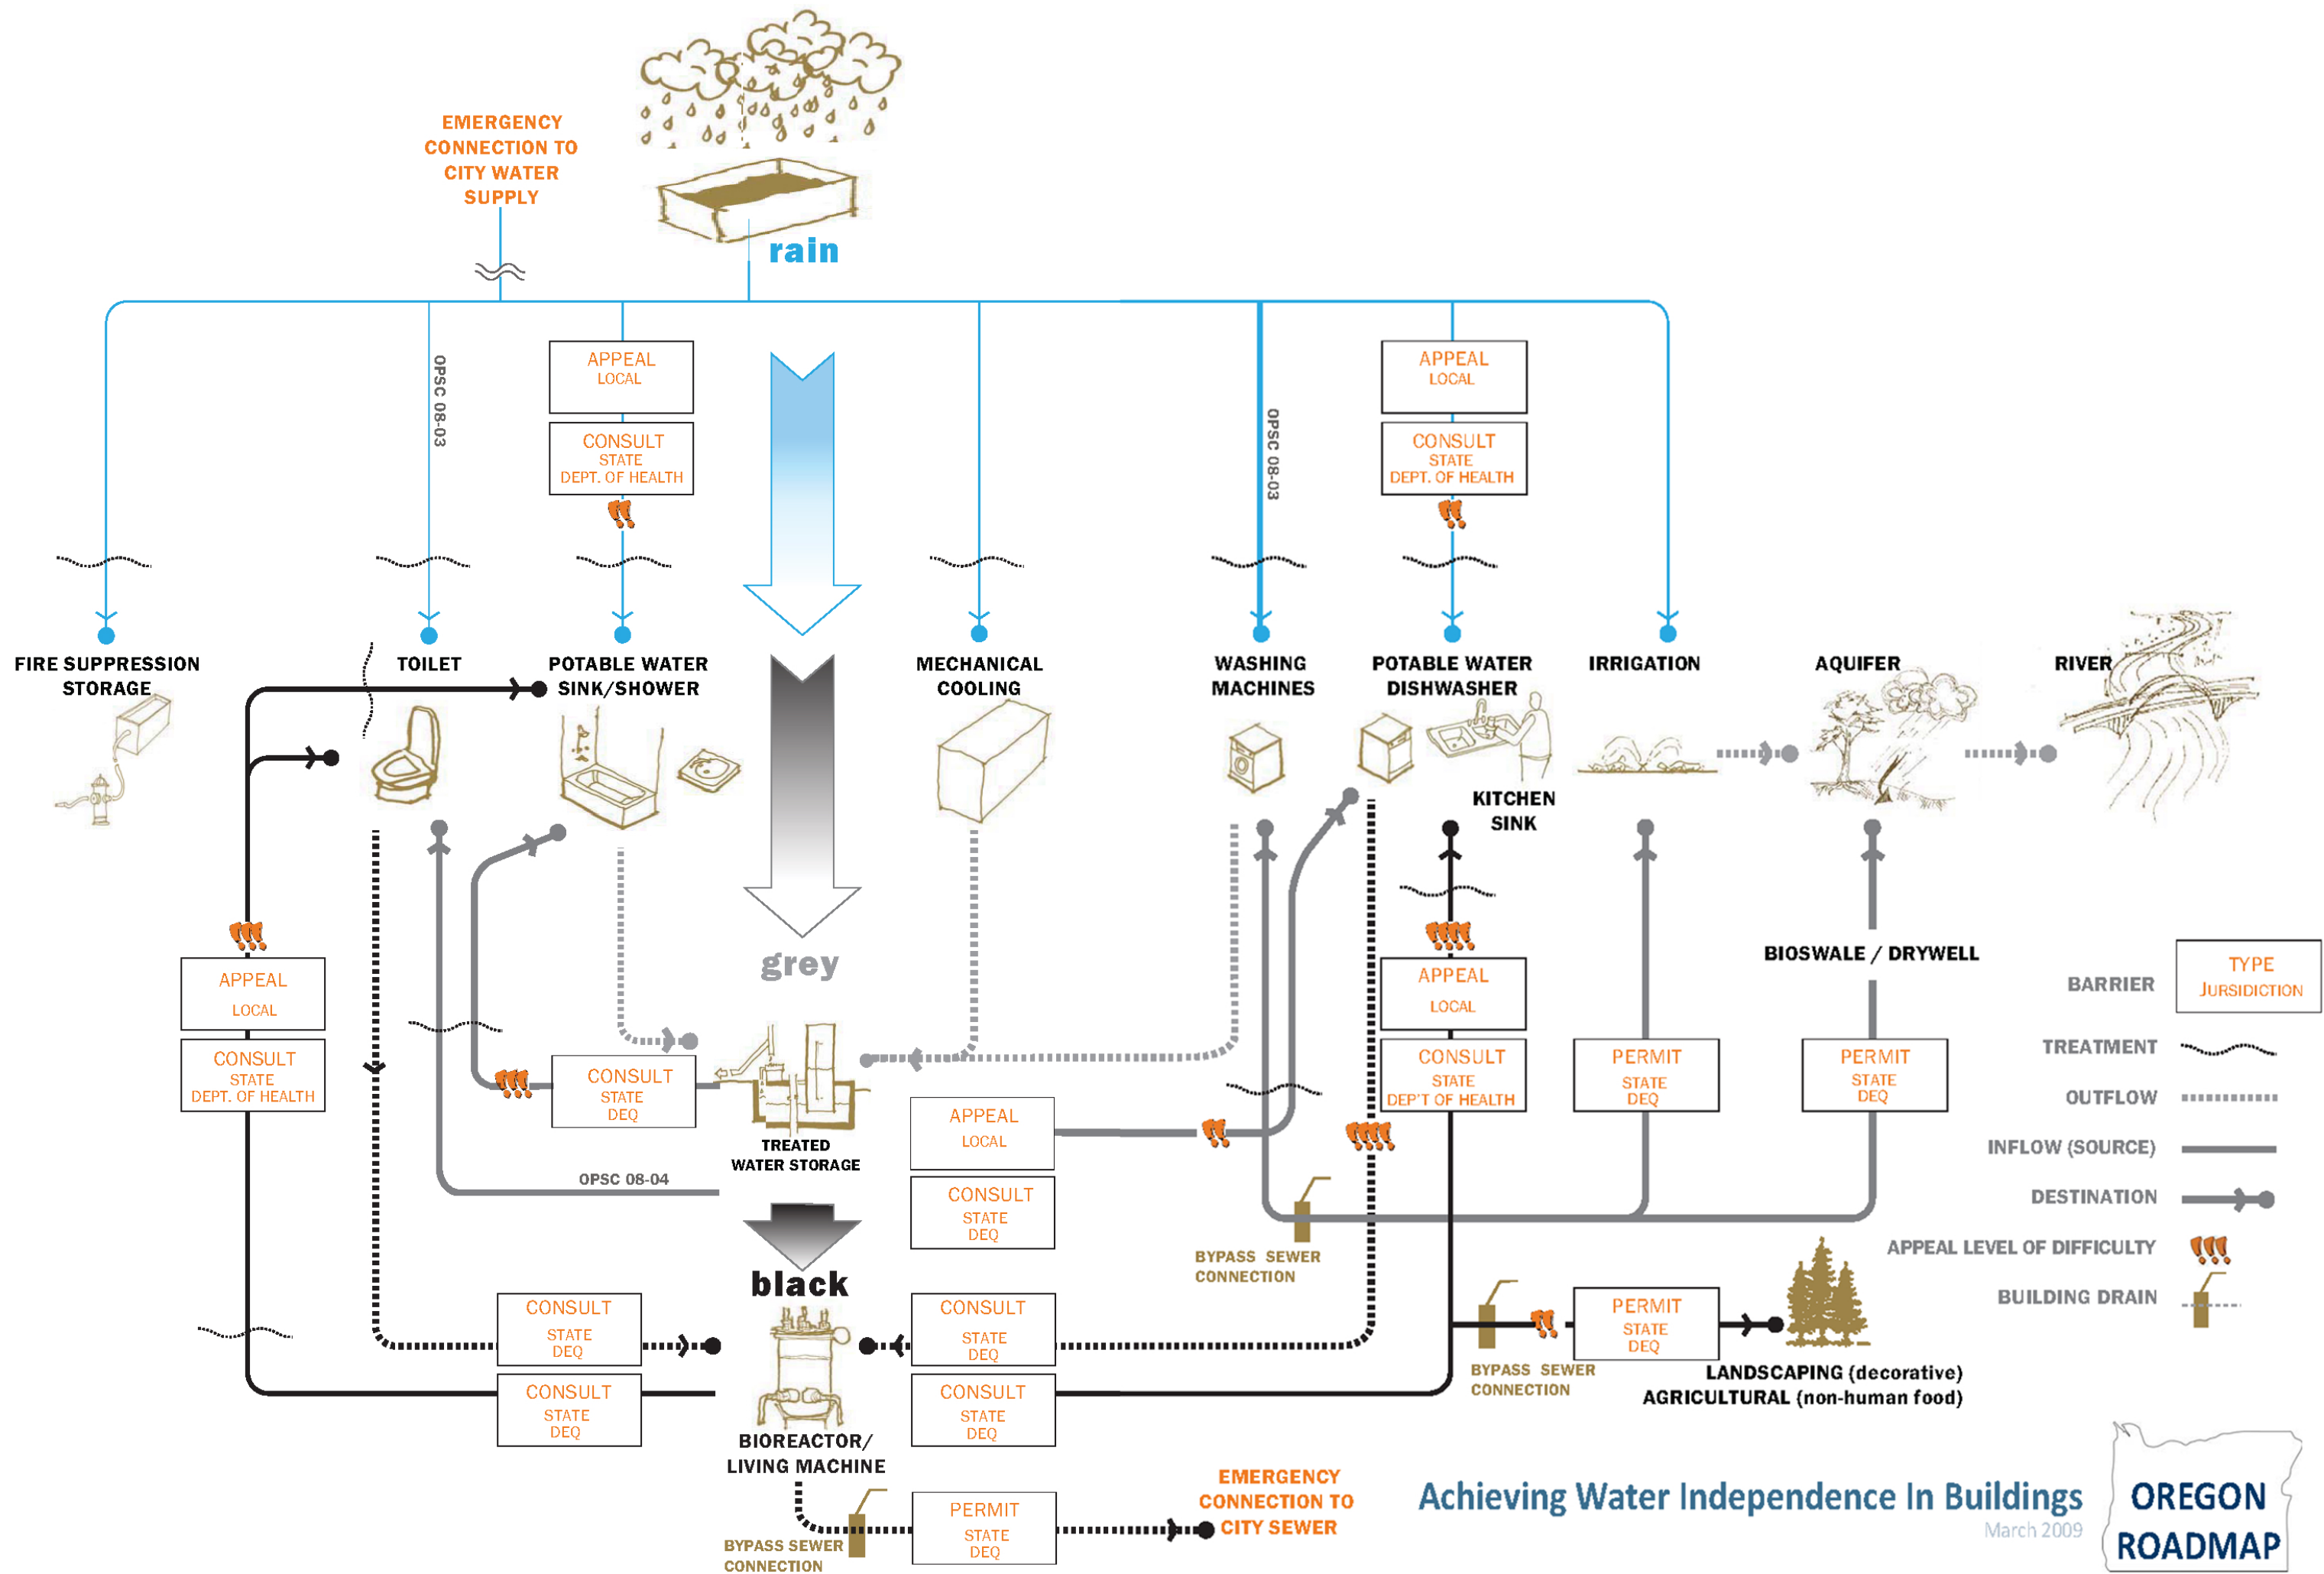 EMERGENCY
CONNECTION TO
CITY WATER
SUPPLY
rain
OPSC 08-03
APPEAL
LOCAL
CONSULT
STATE
DEPT. OF HEALTH
OPSC 08-03
APPEAL
LOCAL
CONSULT
STATE
DEPT. OF HEALTH
FIRE SUPPRESSION
STORAGE
TOILET
POTABLE WATER
SINK/SHOWER
MECHANICAL
COOLING
WASHING
MACHINES
POTABLE WATER
DISHWASHER
IRRIGATION
AQUIFER
RIVER
KITCHEN
SINK
grey
BIOSWALE / DRYWELL
APPEAL
LOCAL
CONSULT
STATE
DEPT. OF HEALTH
CONSULT
STATE
DEQ
TREATED
WATER STORAGE
OPSC 08-04
APPEAL
LOCAL
CONSULT
STATE
DEQ
APPEAL
LOCAL
CONSULT
STATE
DEP'T OF HEALTH
PERMIT
STATE
DEQ
PERMIT
STATE
DEQ
BARRIER
TYPE
JURSIDICTION
TREATMENT
OUTFLOW
INFLOW (SOURCE)
DESTINATION
APPEAL LEVEL OF DIFFICULTY
BUILDING DRAIN
BYPASS SEWER
CONNECTION
black
CONSULT
STATE
DEQ
CONSULT
STATE
DEQ
CONSULT
STATE
DEQ
CONSULT
STATE
DEQ
BYPASS SEWER
CONNECTION
PERMIT
STATE
DEQ
LANDSCAPING (decorative)
AGRICULTURAL (non-human food)
BIOREACTOR/
LIVING MACHINE
BYPASS SEWER
CONNECTION
PERMIT
STATE
DEQ
EMERGENCY
CONNECTION TO
CITY SEWER
Achieving Water Independence In Buildings
March 2009
OREGON
ROADMAP